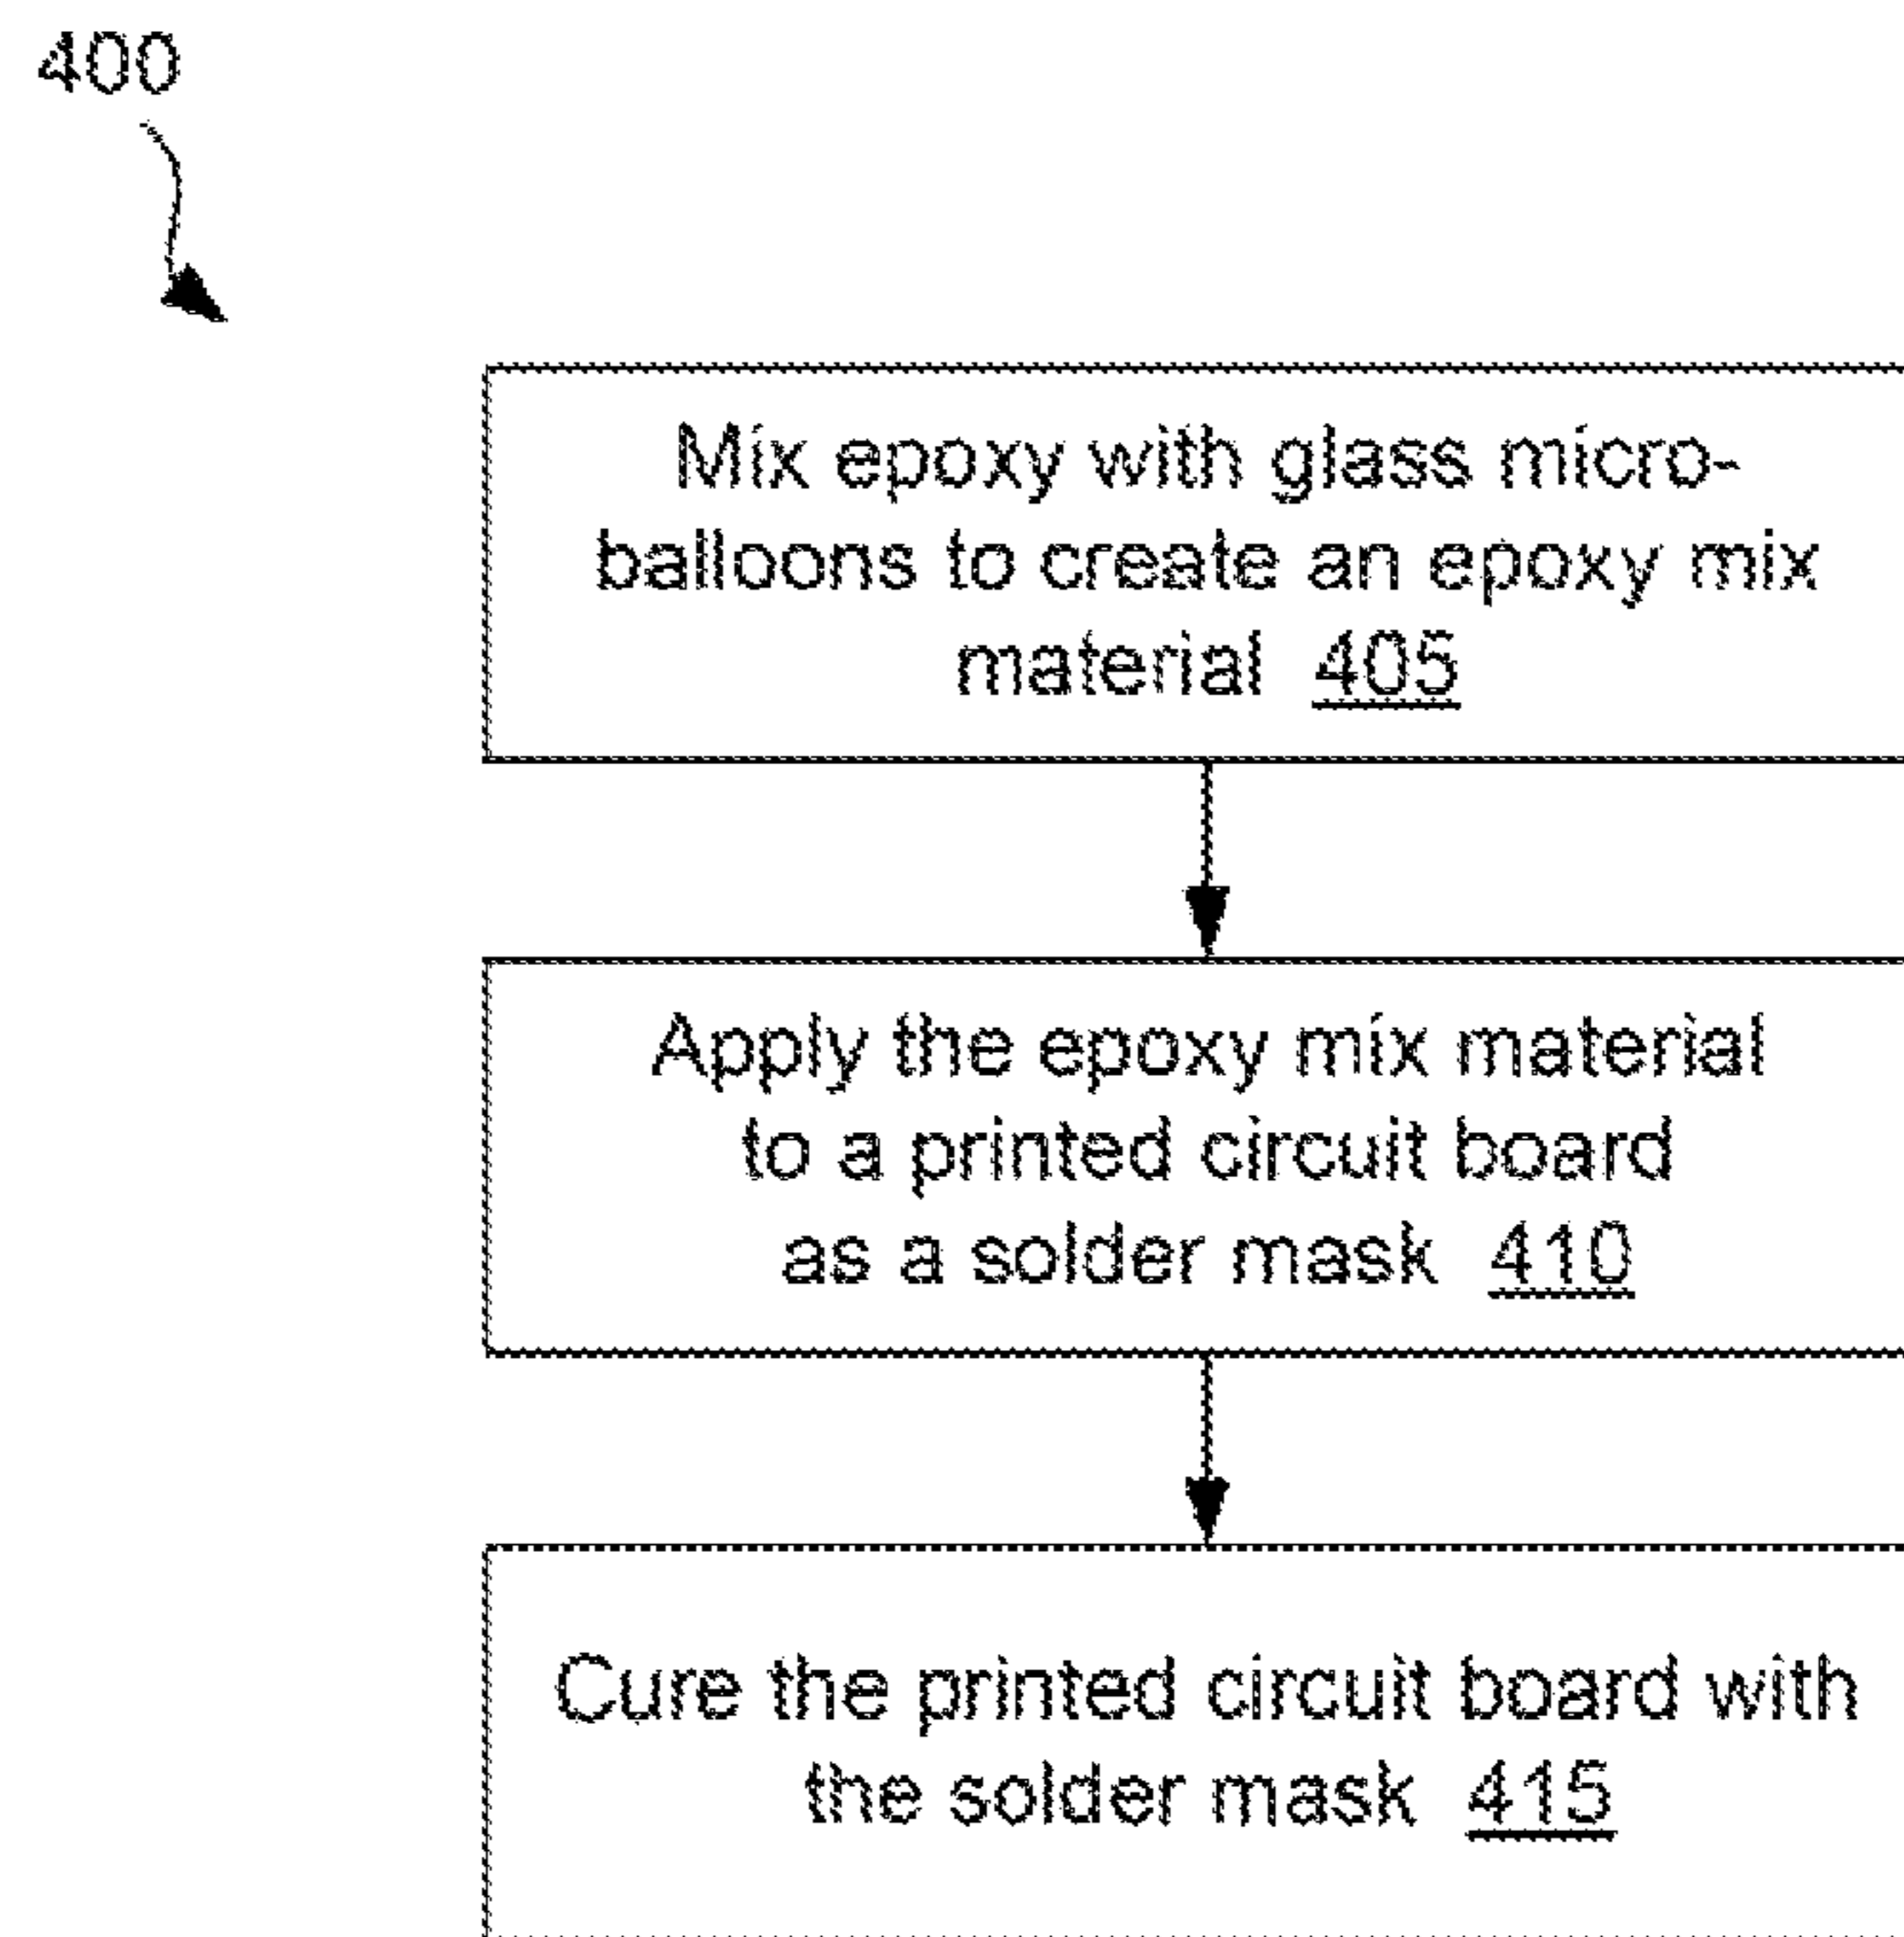 400
Mix epoxy with glass micro-
balloons to create an epoxy mix
material 405
Apply the epoxy mix material
to a printed circuit board
as a solder mask 410
Cure the printed circuit board with
the solder mask 415